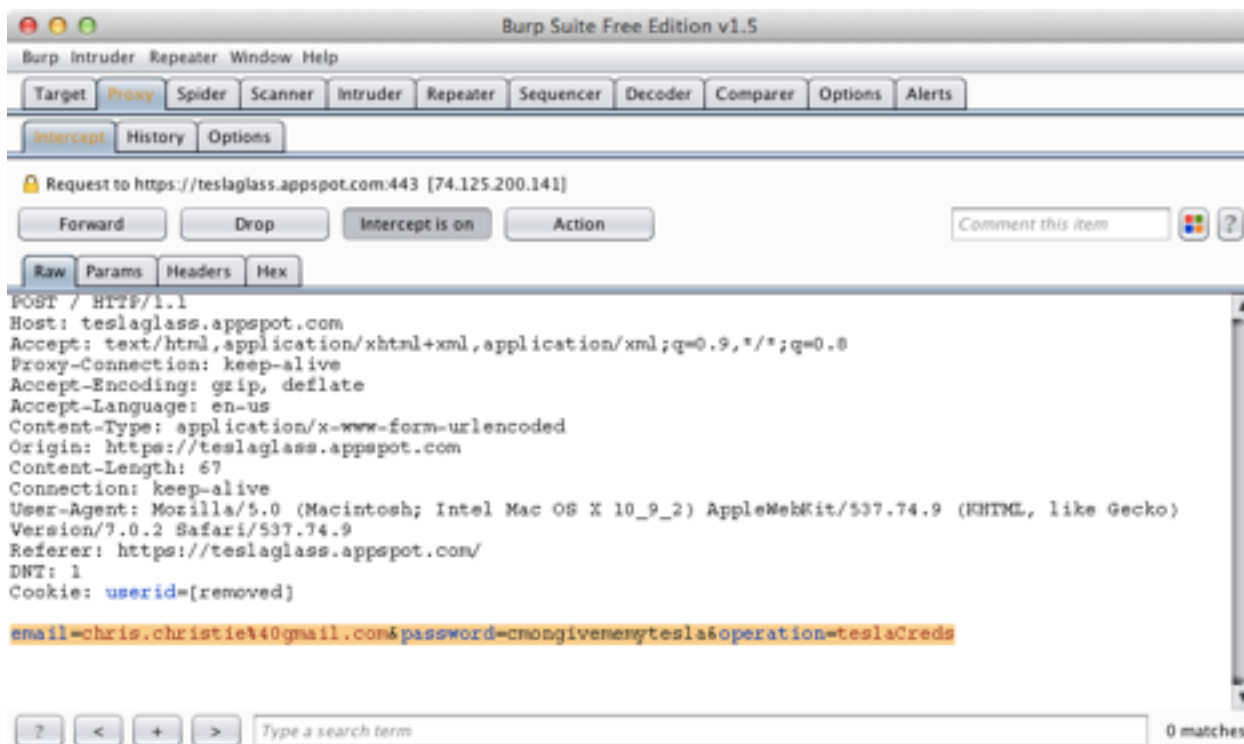 Burp Suite Free Edition v1.5
Burp Intruder Repeater Window Help
Target Proxy Spider Scanner Intruder Repeater Sequencer Decoder Comparer Options Alerts
Intercept History Options
Request to https://teslaglass.appspot.com:443 [74.125.200.141]
Forward Drop Intercept is on Action Comment this item ?
Raw Params Headers Hex
POST / HTTP/1.1
Host: teslaglass.appspot.com
Accept: text/html,application/xhtml+xml,application/xml;q=0.9,*/*;q=0.8
Proxy-Connection: keep-alive
Accept-Encoding: gzip, deflate
Accept-Language: en-us
Content-Type: application/x-www-form-urlencoded
Origin: https://teslaglass.appspot.com
Content-Length: 67
Connection: keep-alive
User-Agent: Mozilla/5.0 (Macintosh; Intel Mac OS X 10_9_2) AppleWebKit/537.74.9 (KHTML, like Gecko)
Version/7.0.2 Safari/537.74.9
Referer: https://teslaglass.appspot.com/
DNT: 1
Cookie: userid=[removed]
email=chris.christie%40gmail.com&password=cmongivememytesla&operation=teslaCreds
? < + > Type a search term 0 matches